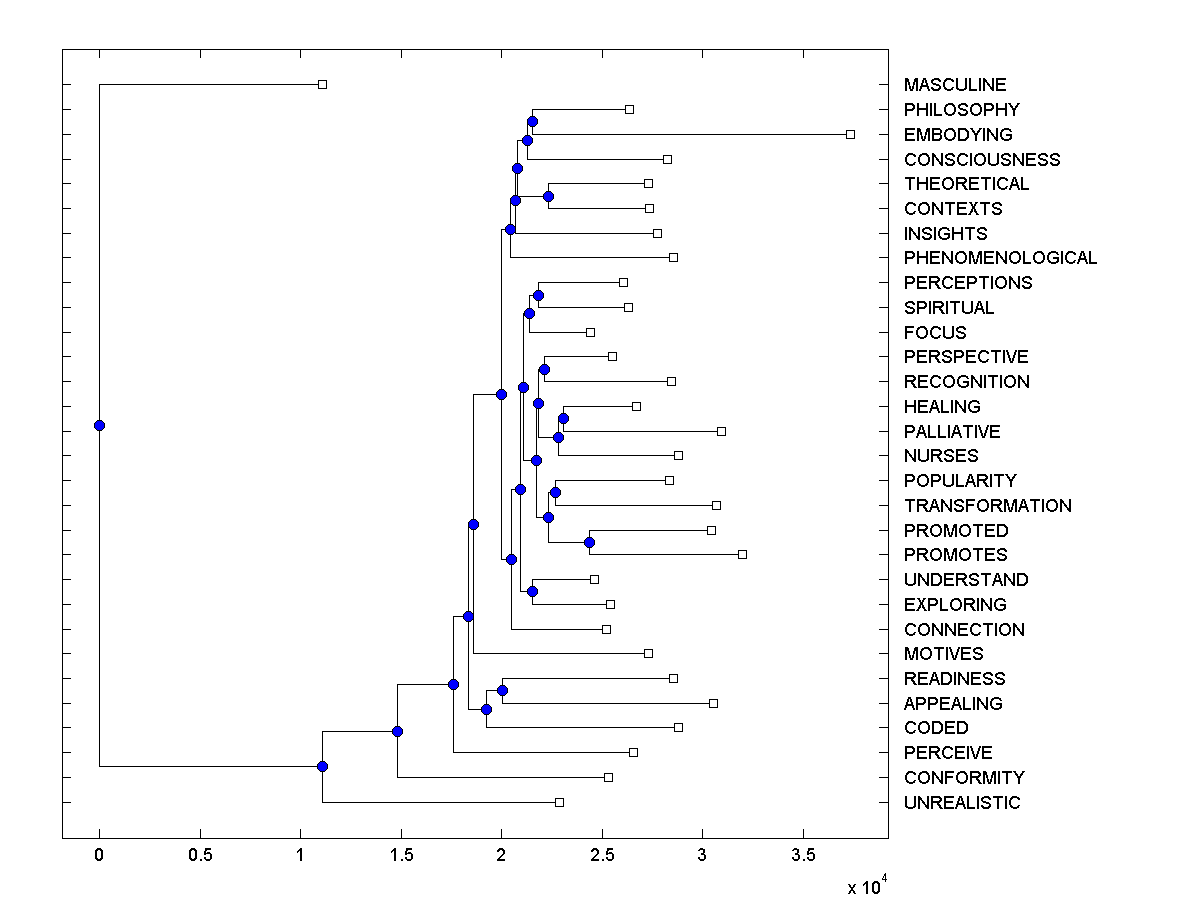 MASCULINE
PHILOSOPHY
EMBODYING
CONSCIOUSNESS
THEORETICAL
CONTEXTS
INSIGHTS
PHENOMENOLOGICAL
PERCEPTIONS
SPIRITUAL
FOCUS
PERSPECTIVE
RECOGNITION
HEALING
PALLIATIVE
NURSES
POPULARITY
TRANSFORMATION
PROMOTED
PROMOTES
UNDERSTAND
EXPLORING
CONNECTION
MOTIVES
READINESS
APPEALING
CODED
PERCEIVE
CONFORMITY
UNREALISTIC
0 0.5 1 1.5 2 2.5 3 3.5
x 10^4